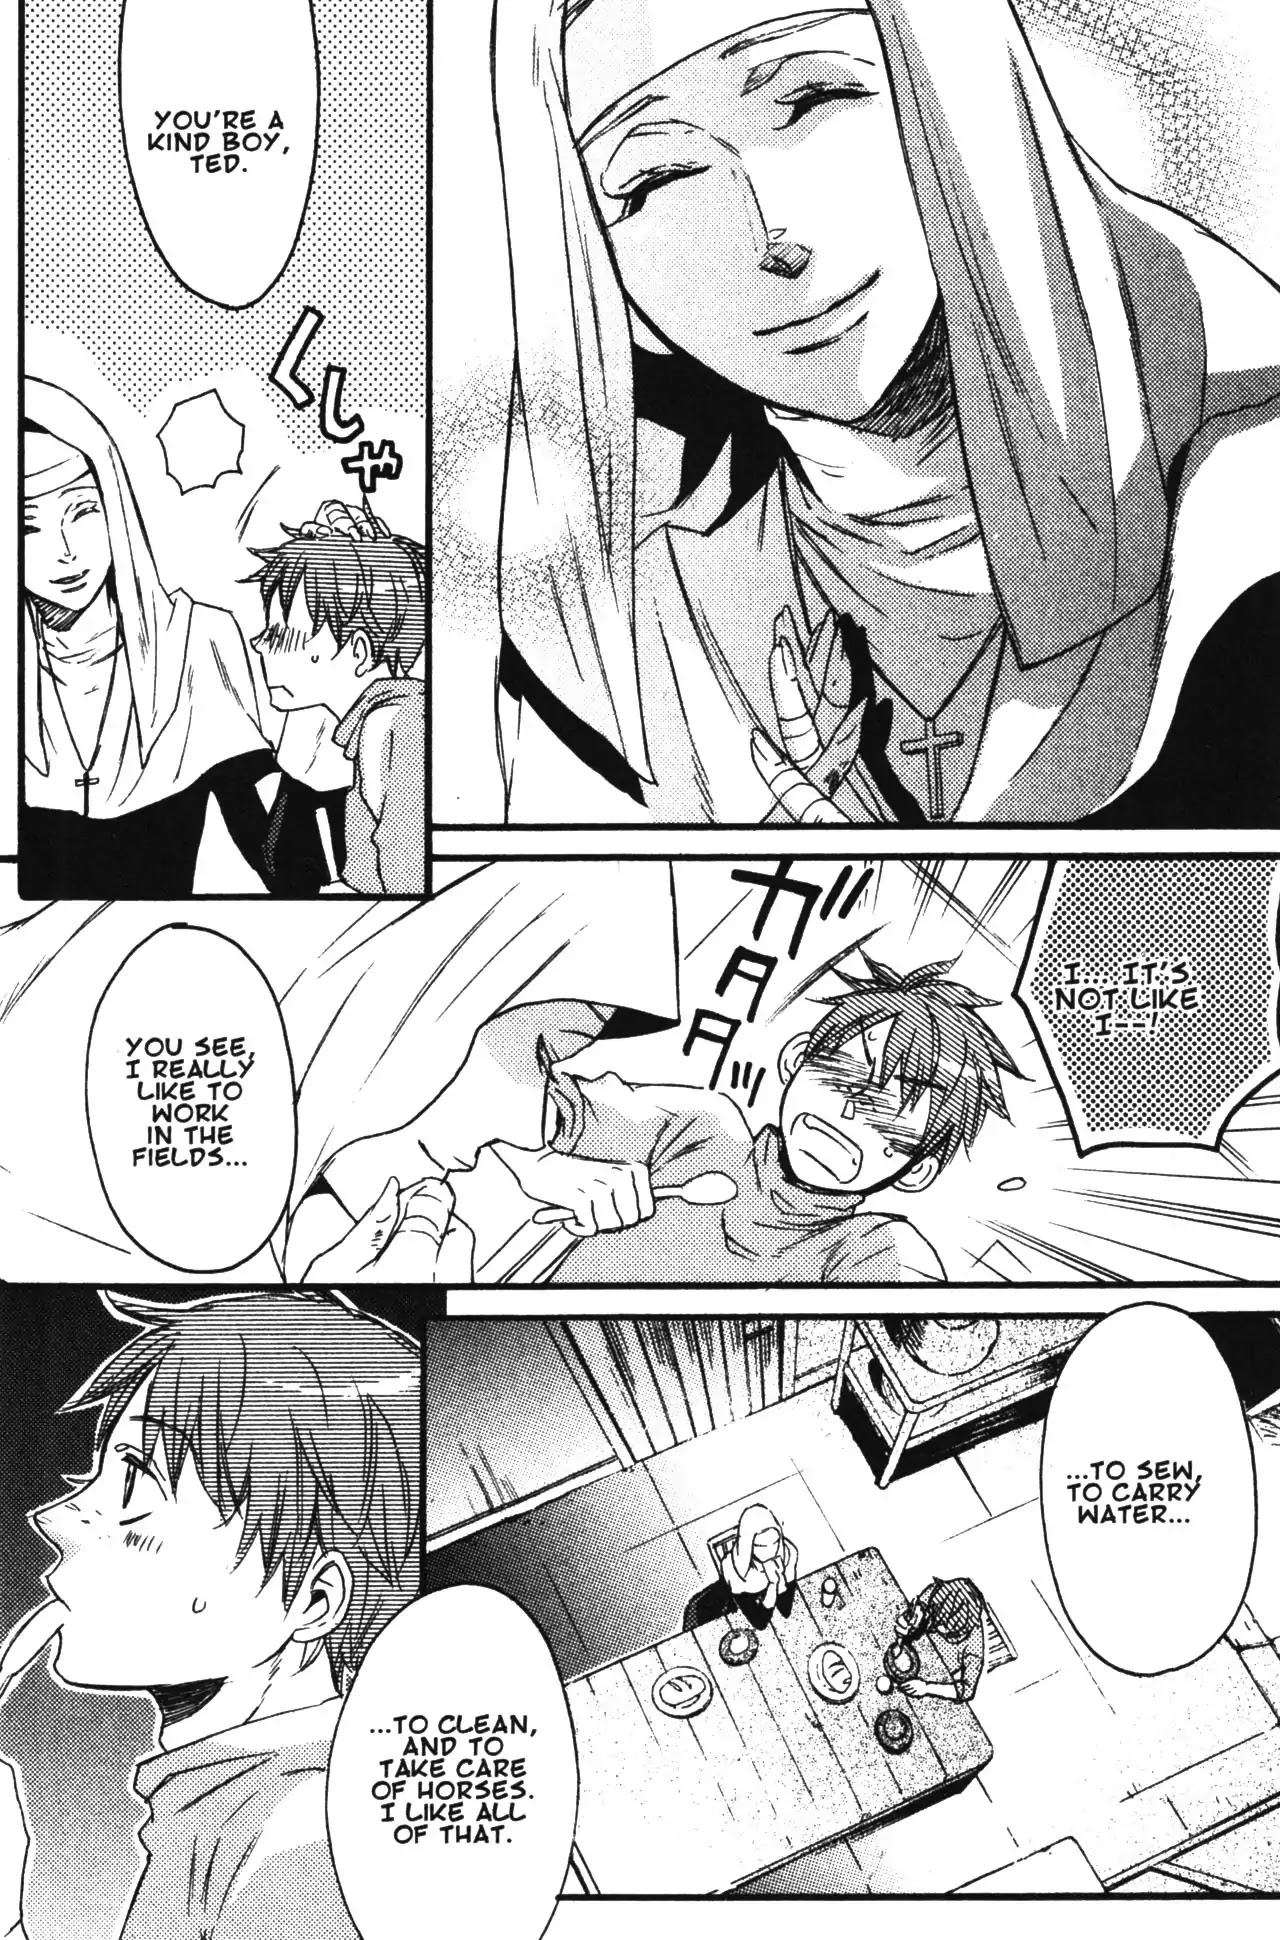 YOU'RE A
KIND BOY,
TED.
くしゃ
I... IT'S
NOT LIKE
I--!
ガタタタッ
YOU SEE,
I REALLY
LIKE TO
WORK
IN THE
FIELDS...
...TO SEW,
TO CARRY
WATER...
...TO CLEAN,
AND TO
TAKE CARE
OF HORSES.
I LIKE ALL
OF THAT.